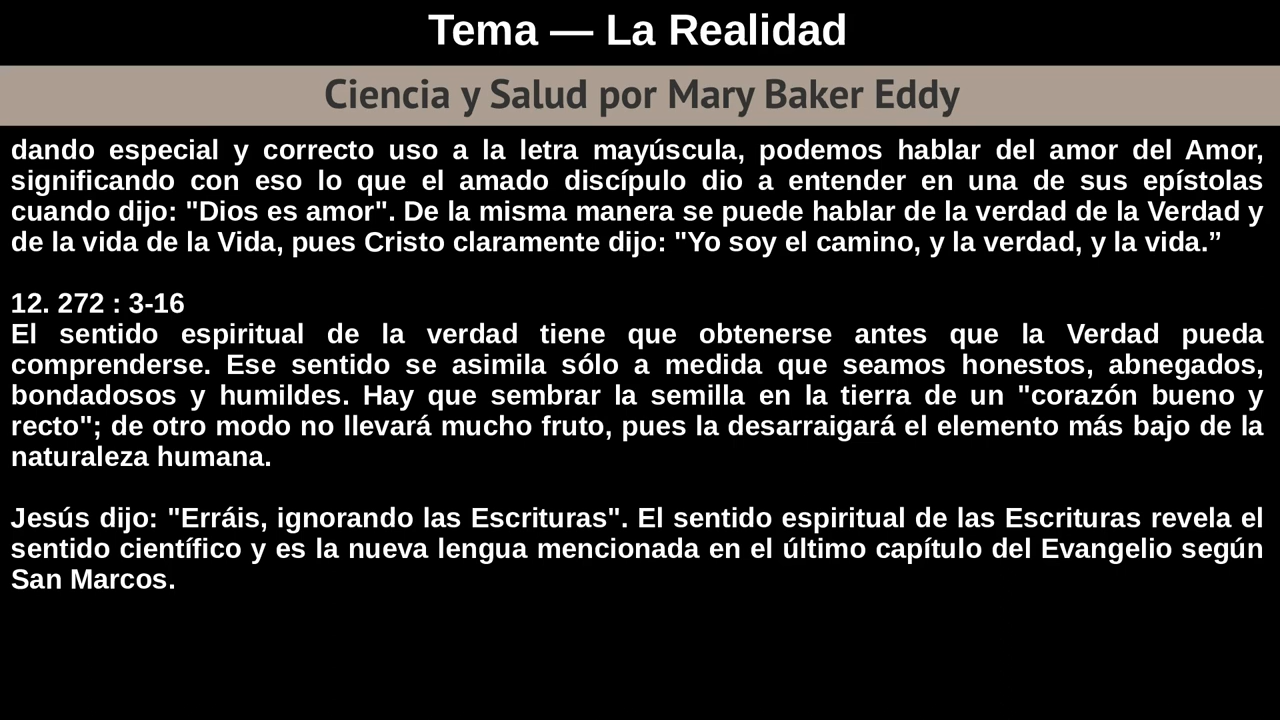 Tema — La Realidad
Ciencia y Salud por Mary Baker Eddy
dando especial y correcto uso a la letra mayúscula, podemos hablar del amor del Amor,
significando con eso lo que el amado discípulo dio a entender en una de sus epístolas
cuando dijo: "Dios es amor". De la misma manera se puede hablar de la verdad de la Verdad y
de la vida de la Vida, pues Cristo claramente dijo: "Yo soy el camino, y la verdad, y la vida.”
12. 272 : 3-16
El sentido espiritual de la verdad tiene que obtenerse antes que la Verdad pueda
comprenderse. Ese sentido se asimila sólo a medida que seamos honestos, abnegados,
bondadosos y humildes. Hay que sembrar la semilla en la tierra de un "corazón bueno y
recto"; de otro modo no llevará mucho fruto, pues la desarraigará el elemento más bajo de la
naturaleza humana.
Jesús dijo: "Erráis, ignorando las Escrituras". El sentido espiritual de las Escrituras revela el
sentido científico y es la nueva lengua mencionada en el último capítulo del Evangelio según
San Marcos.